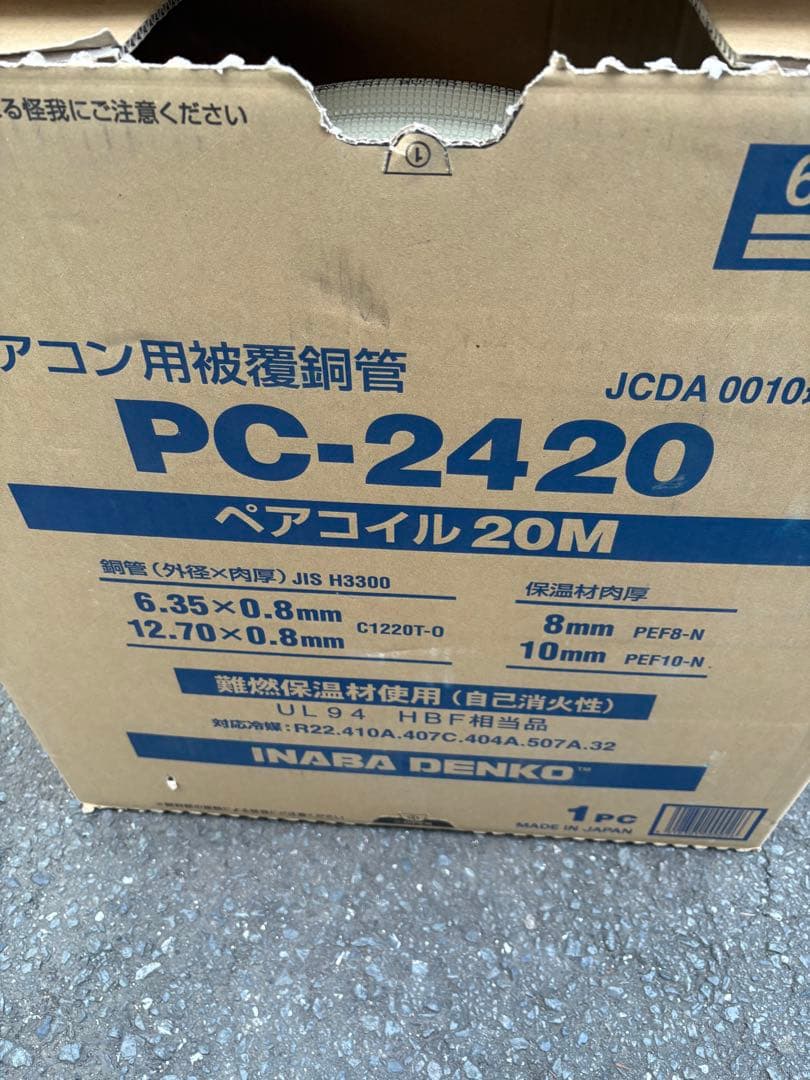 る怪我にご注意ください
①
6
アコン用被覆銅管
JCDA 0010
PC-2420
ペアコイル 20M
銅管(外径×肉厚) JIS H3300
6.35×0.8mm
12.70×0.8mm
C1220T-O
保温材肉厚
8mm PEF8-N
10mm PEF10-N
難燃保温材使用(自己消火性)
UL94 HBF相当品
対応冷媒:R22.410A.407C.404A.507A.32
INABA DENKO™
1PC
MADE IN JAPAN